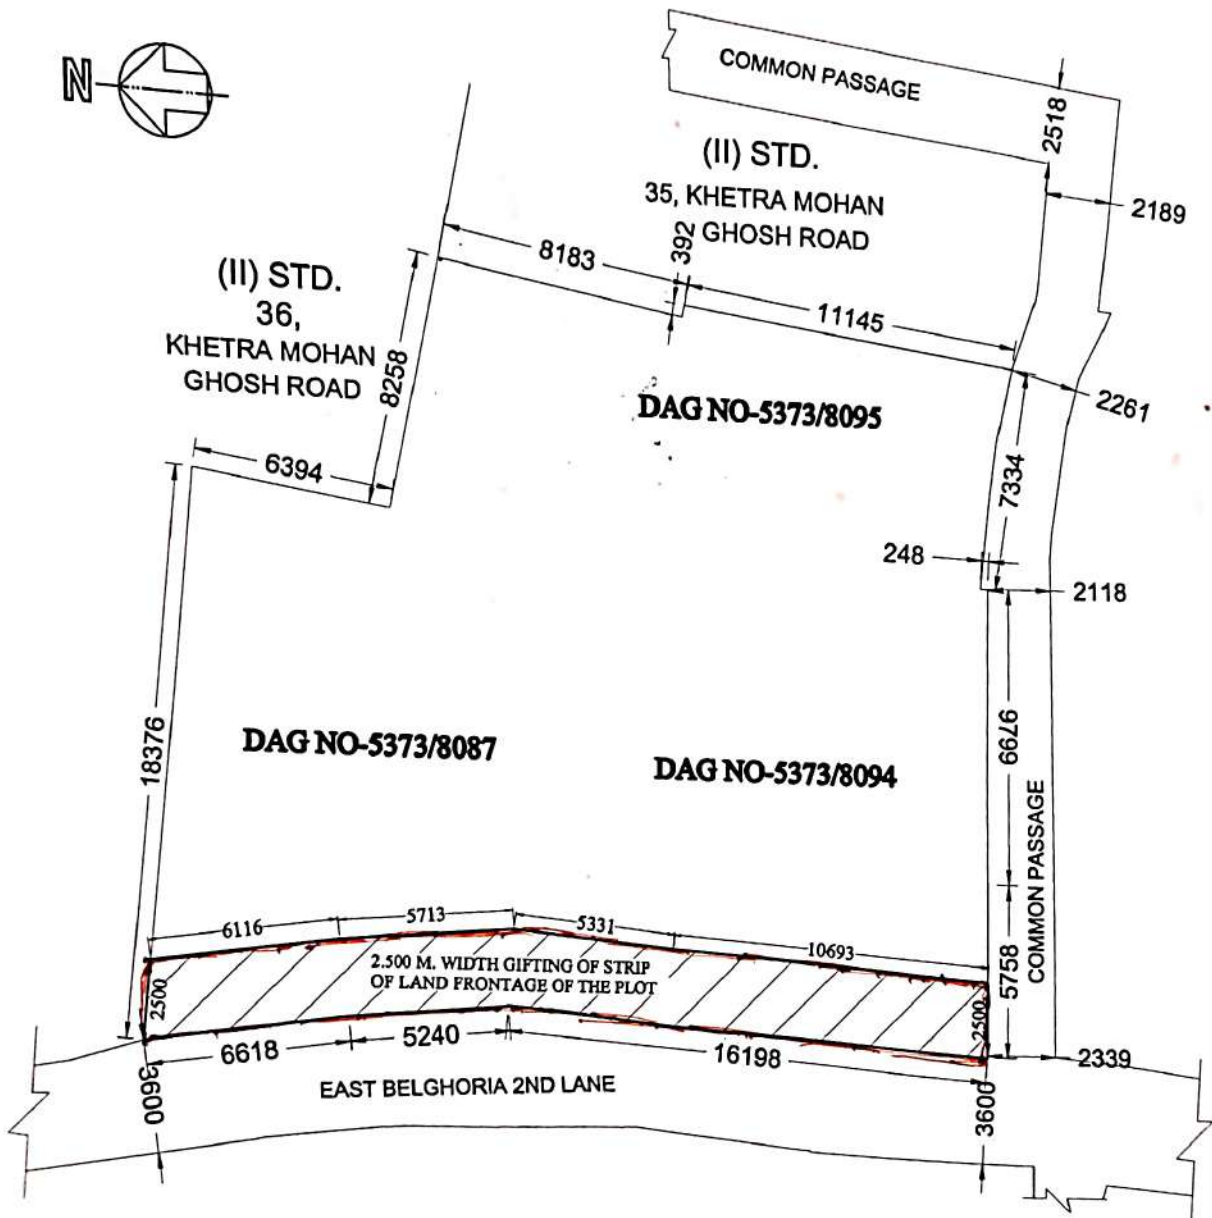 N
COMMON PASSAGE
2518
(II) STD.
35, KHETRA MOHAN
GHOSH ROAD
2189
8183
392
11145
(II) STD.
36,
KHETRA MOHAN
GHOSH ROAD
8258
2261
DAG NO-5373/8095
6394
7334
248
2118
18376
6799
DAG NO-5373/8087
DAG NO-5373/8094
COMMON PASSAGE
6116
5713
5331
10693
5758
2.500 M. WIDTH GIFTING OF STRIP
OF LAND FRONTAGE OF THE PLOT
2500
2500
6618
5240
16198
2339
3600
EAST BELGHORIA 2ND LANE
3600